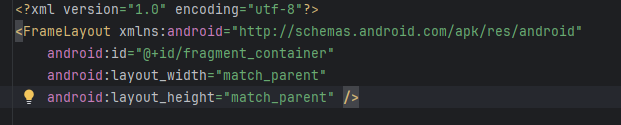 <?xml version="1.0" encoding="utf-8"?>
<FrameLayout xmlns:android="http://schemas.android.com/apk/res/android"
    android:id="@+id/fragment_container"
    android:layout_width="match_parent"
    android:layout_height="match_parent" />